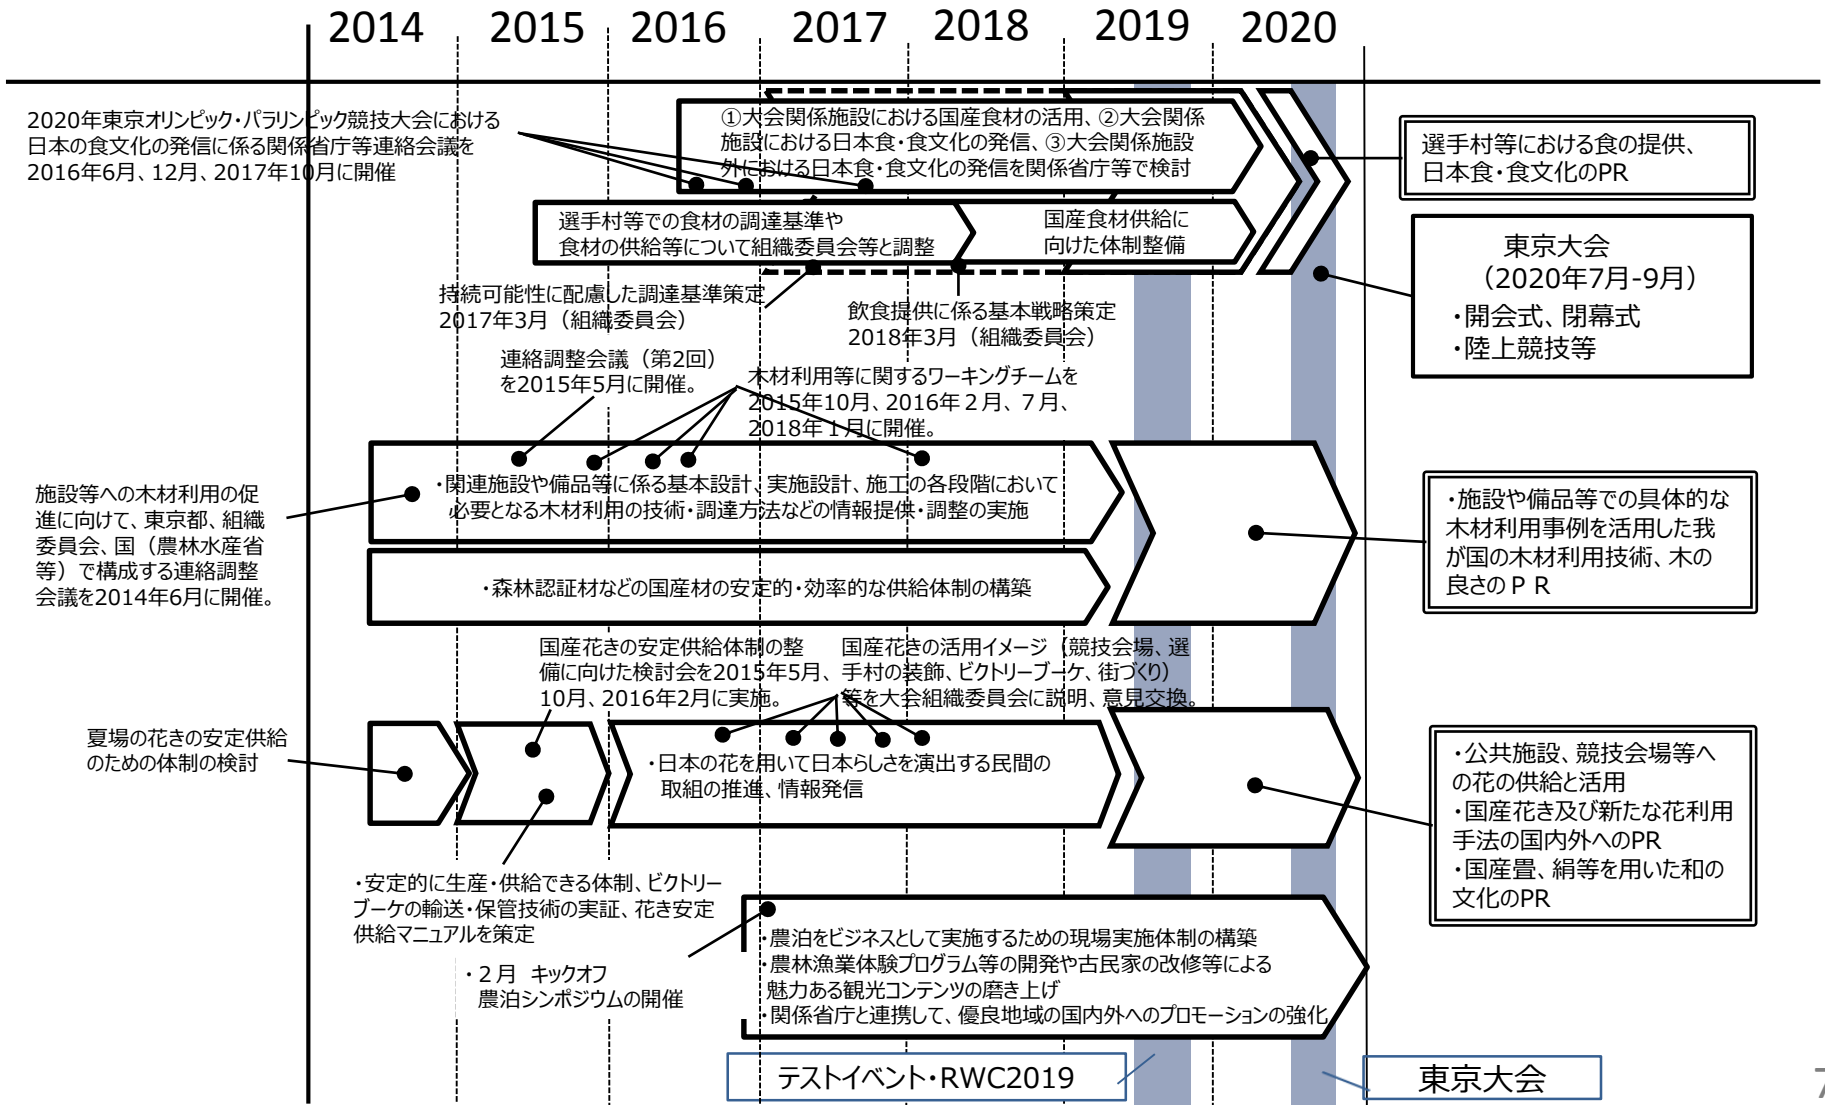 2014 2015 2016 2017 2018 2019 2020
2020年東京オリンピック・パラリンピック競技大会における
日本の食文化の発信に係る関係省庁等連絡会議を
2016年6月、12月、2017年10月に開催
①大会関係施設における国産食材の活用、②大会関係
施設における日本食・食文化の発信、③大会関係施設
外における日本食・食文化の発信を関係省庁等で検討
選手村等における食の提供、
日本食・食文化のPR
選手村等での食材の調達基準や
食材の供給等について組織委員会等と調整
国産食材供給に
向けた体制整備
東京大会
（2020年7月-9月）
・開会式、閉幕式
・陸上競技等
持続可能性に配慮した調達基準策定
2017年3月（組織委員会）
飲食提供に係る基本戦略策定
2018年3月（組織委員会）
連絡調整会議（第2回）
を2015年5月に開催。
木材利用等に関するワーキングチームを
2015年10月、2016年２月、７月、
2018年１月に開催。
施設等への木材利用の促
進に向けて、東京都、組織
委員会、国（農林水産省
等）で構成する連絡調整
会議を2014年6月に開催。
・関連施設や備品等に係る基本設計、実施設計、施工の各段階において
必要となる木材利用の技術・調達方法などの情報提供・調整の実施
・森林認証材などの国産材の安定的・効率的な供給体制の構築
・施設や備品等での具体的な
木材利用事例を活用した我
が国の木材利用技術、木の
良さのＰＲ
国産花きの安定供給体制の整
備に向けた検討会を2015年5月、
10月、2016年2月に実施。
国産花きの活用イメージ（競技会場、選
手村の装飾、ビクトリーブーケ、街づくり）
等を大会組織委員会に説明、意見交換。
夏場の花きの安定供給
のための体制の検討
・日本の花を用いて日本らしさを演出する民間の
取組の推進、情報発信
・公共施設、競技会場等へ
の花の供給と活用
・国産花き及び新たな花利用
手法の国内外へのPR
・国産畳、絹等を用いた和の
文化のPR
・安定的に生産・供給できる体制、ビクトリー
ブーケの輸送・保管技術の実証、花き安定
供給マニュアルを策定
・２月 キックオフ
農泊シンポジウムの開催
・農泊をビジネスとして実施するための現場実施体制の構築
・農林漁業体験プログラム等の開発や古民家の改修等による
魅力ある観光コンテンツの磨き上げ
・関係省庁と連携して、優良地域の国内外へのプロモーションの強化
テストイベント・RWC2019
東京大会
7